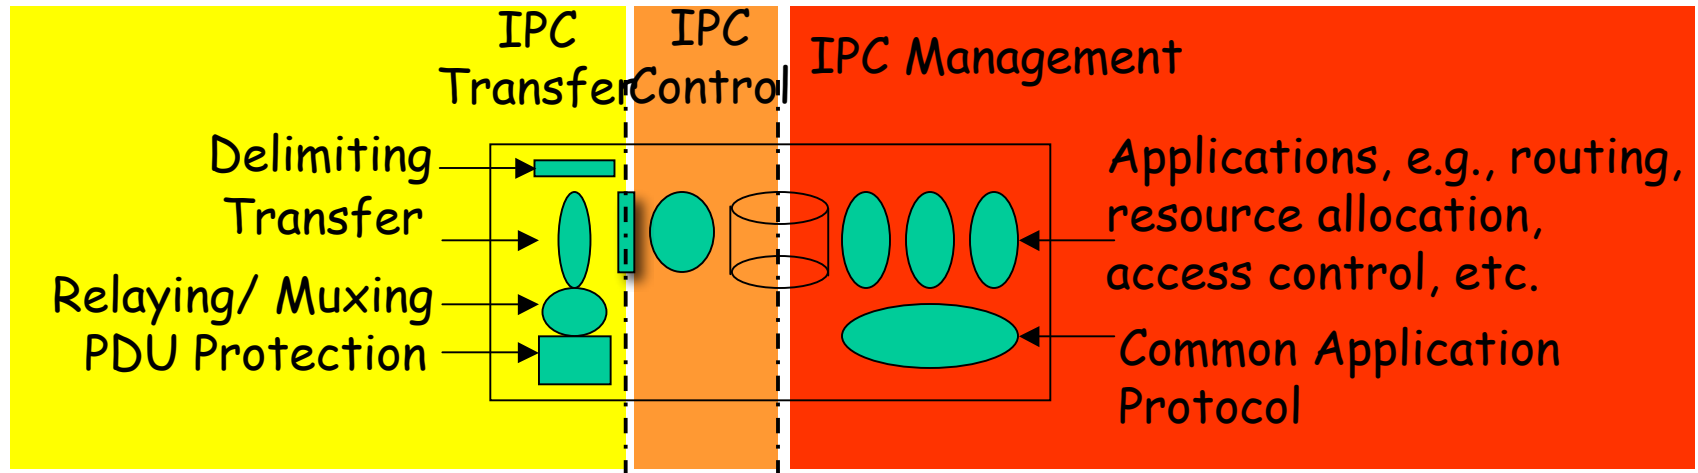 IPC
Transfer
IPC
Control
IPC Management
Delimiting
Transfer
Relaying/ Muxing
PDU Protection
Applications, e.g., routing,
resource allocation,
access control, etc.
Common Application
Protocol